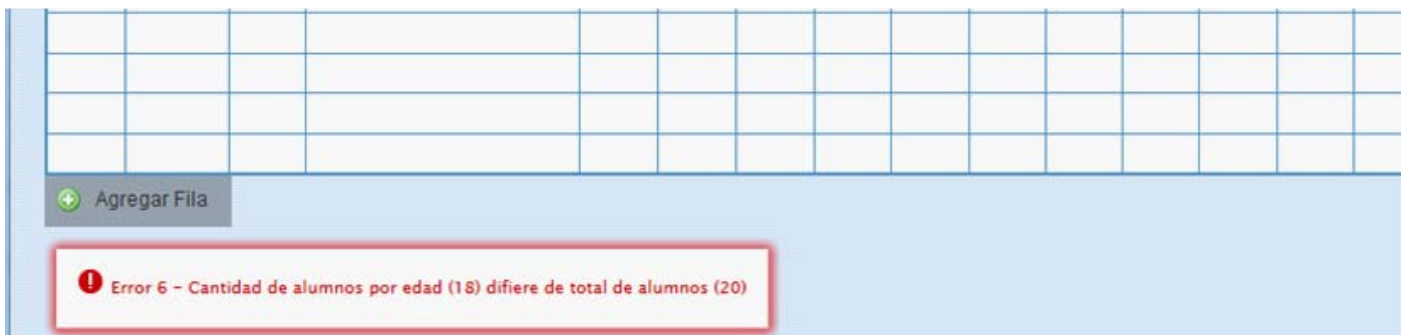 Agregar Fila
Error 6 - Cantidad de alumnos por edad (18) difiere de total de alumnos (20)